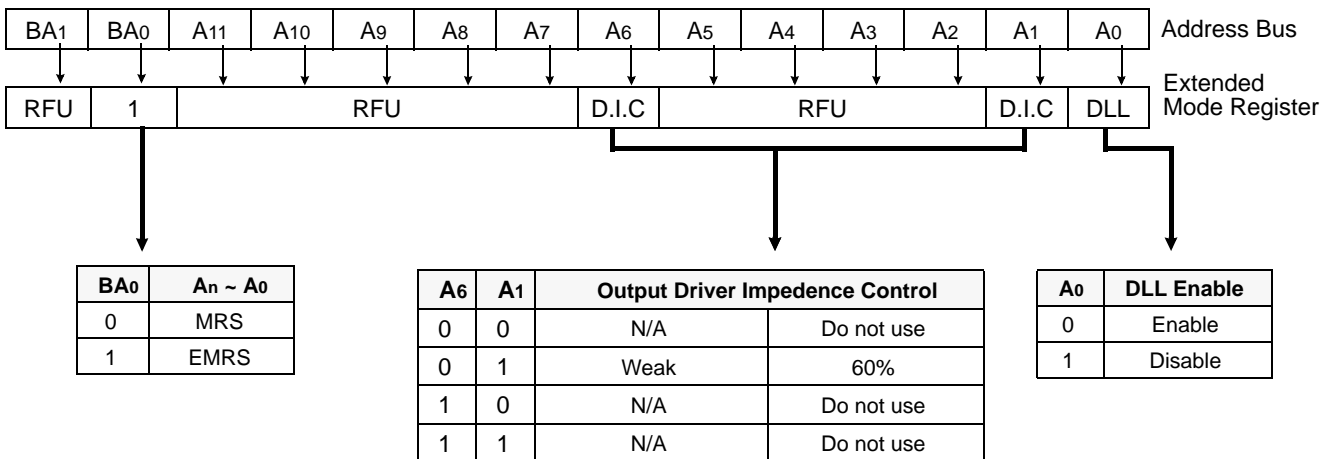 BA1 BA0 A11 A10 A9 A8 A7 A6 A5 A4 A3 A2 A1 A0 Address Bus
RFU 1 RFU D.I.C RFU D.I.C DLL Extended
Mode Register
BA0 An ~ A0
0 MRS
1 EMRS
A6 A1 Output Driver Impedence Control
0 0 N/A Do not use
0 1 Weak 60%
1 0 N/A Do not use
1 1 N/A Do not use
A0 DLL Enable
0 Enable
1 Disable